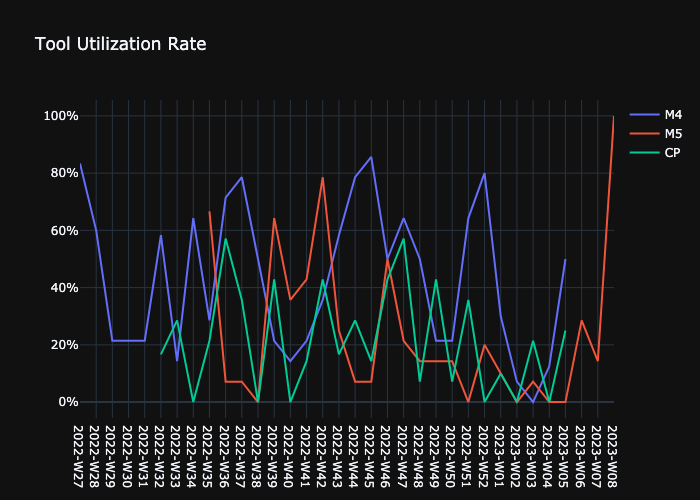 Tool Utilization Rate
100%
80%
60%
40%
20%
0%
M4
M5
CP
2022-W27
2022-W28
2022-W29
2022-W30
2022-W31
2022-W32
2022-W33
2022-W34
2022-W35
2022-W36
2022-W37
2022-W38
2022-W39
2022-W40
2022-W41
2022-W42
2022-W43
2022-W44
2022-W45
2022-W46
2022-W47
2022-W48
2022-W49
2022-W50
2022-W51
2022-W52
2023-W01
2023-W02
2023-W03
2023-W04
2023-W05
2023-W06
2023-W07
2023-W08